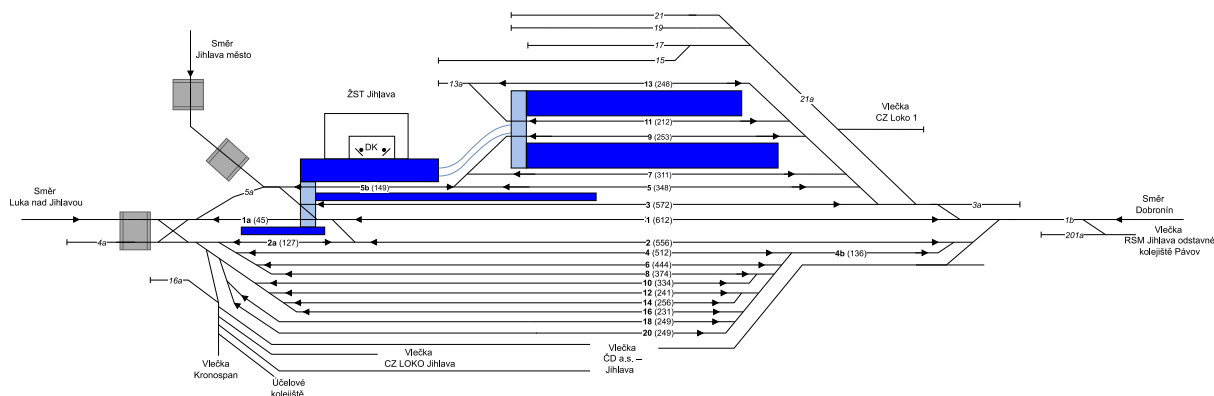 21
19
17
15
Směr
Jihlava město
13a
13 (248)
ŽST Jihlava
DK
21a
Vlečka
CZ Loko 1
11 (212)
9 (253)
7 (311)
5a
5b (149)
5 (348)
Směr
Luka nad Jihlavou
3 (572)
3a
Směr
Dobronín
1a (45)
1 (612)
1b
4a
2a (127)
2 (556)
201a
Vlečka
RSM Jihlava odstavné
kolejiště Pávov
4 (512)
4b (136)
6 (444)
8 (374)
16a
10 (334)
12 (241)
14 (256)
16 (231)
18 (249)
20 (249)
Vlečka
Kronospan
Vlečka
CZ LOKO Jihlava
Vlečka
ČD a.s. –
Jihlava
Účelové
kolejiště